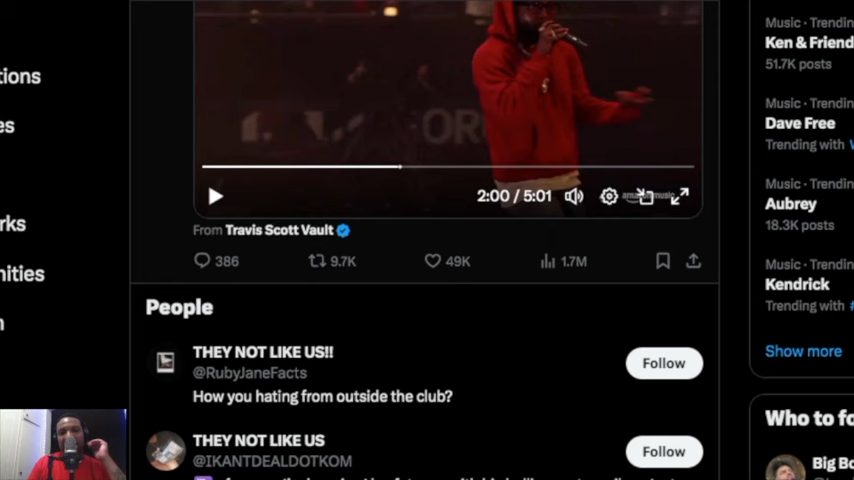 tions
es
rks
nities
n
OR
2:00 / 5:01
amazon music
From Travis Scott Vault
386
9.7K
49K
1.7M
People
THEY NOT LIKE US!!
@RubyJaneFacts
How you hating from outside the club?
Follow
THEY NOT LIKE US
@IKANTDEALDOTKOM
Follow
Music · Trendin
Ken & Friend
51.7K posts
Music · Trendin
Dave Free
Trending with
Music · Trendin
Aubrey
18.3K posts
Music · Trendin
Kendrick
Trending with #
Show more
Who to fo
Big Bo